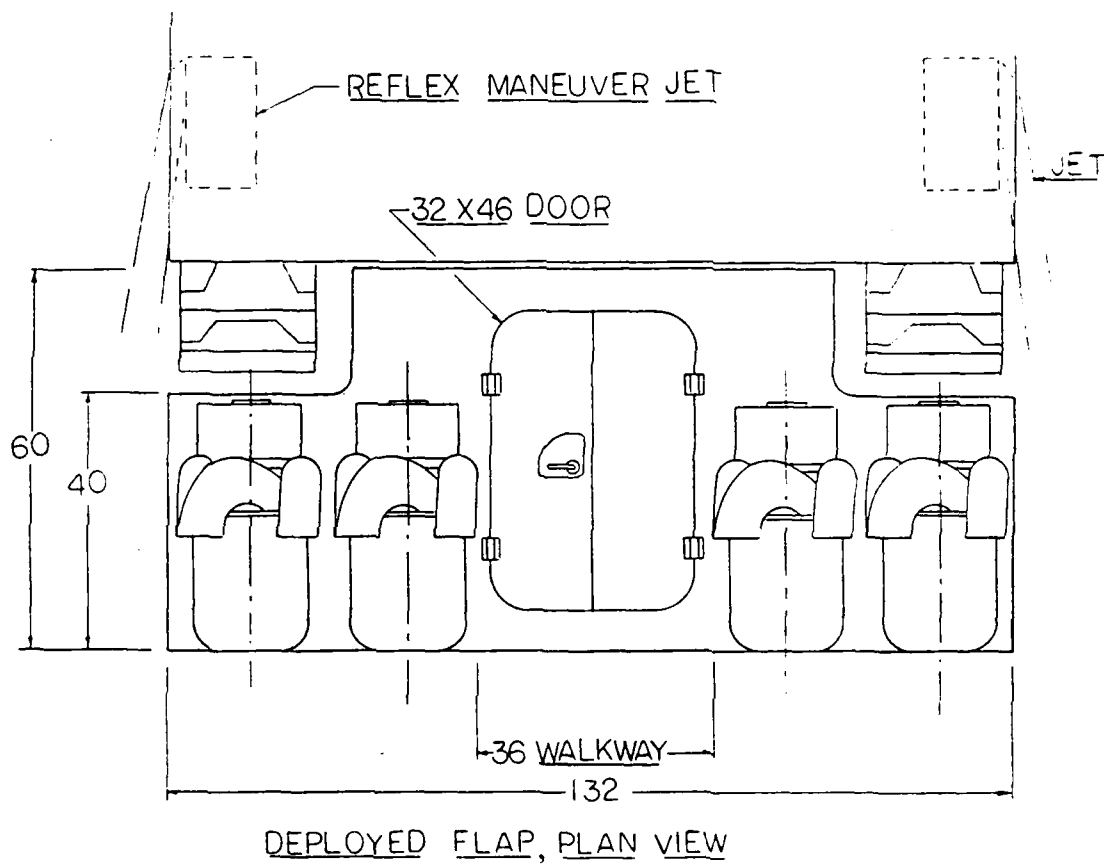 REFLEX MANEUVER JET
JET
32 X46 DOOR
60
40
36 WALKWAY
132
DEPLOYED FLAP, PLAN VIEW